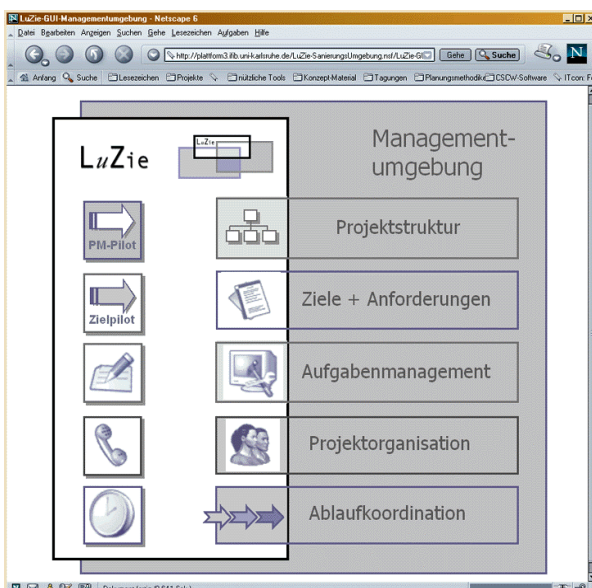 LuZie-GUI-Managementumgebung - Netscape 6
Datei Bearbeiten Anzeigen Suchen Gehe Lesezeichen Aufgaben Hilfe
http://plattform3.ifib.uni-karlsruhe.de/LuZie-SanierungsUmgebung.nsf/LuZie-GI
Gehe
Suche
N
Anfang Suche Lesezeichen Projekte nützliche Tools Konzept-Material Tagungen Planungsmethodik CSCW-Software ITcon: F
LuZie
LuZie
Management-
umgebung
PM-Pilot
Projektstruktur
Zielpilot
Ziele + Anforderungen
Aufgabenmanagement
Projektorganisation
Ablaufkoordination